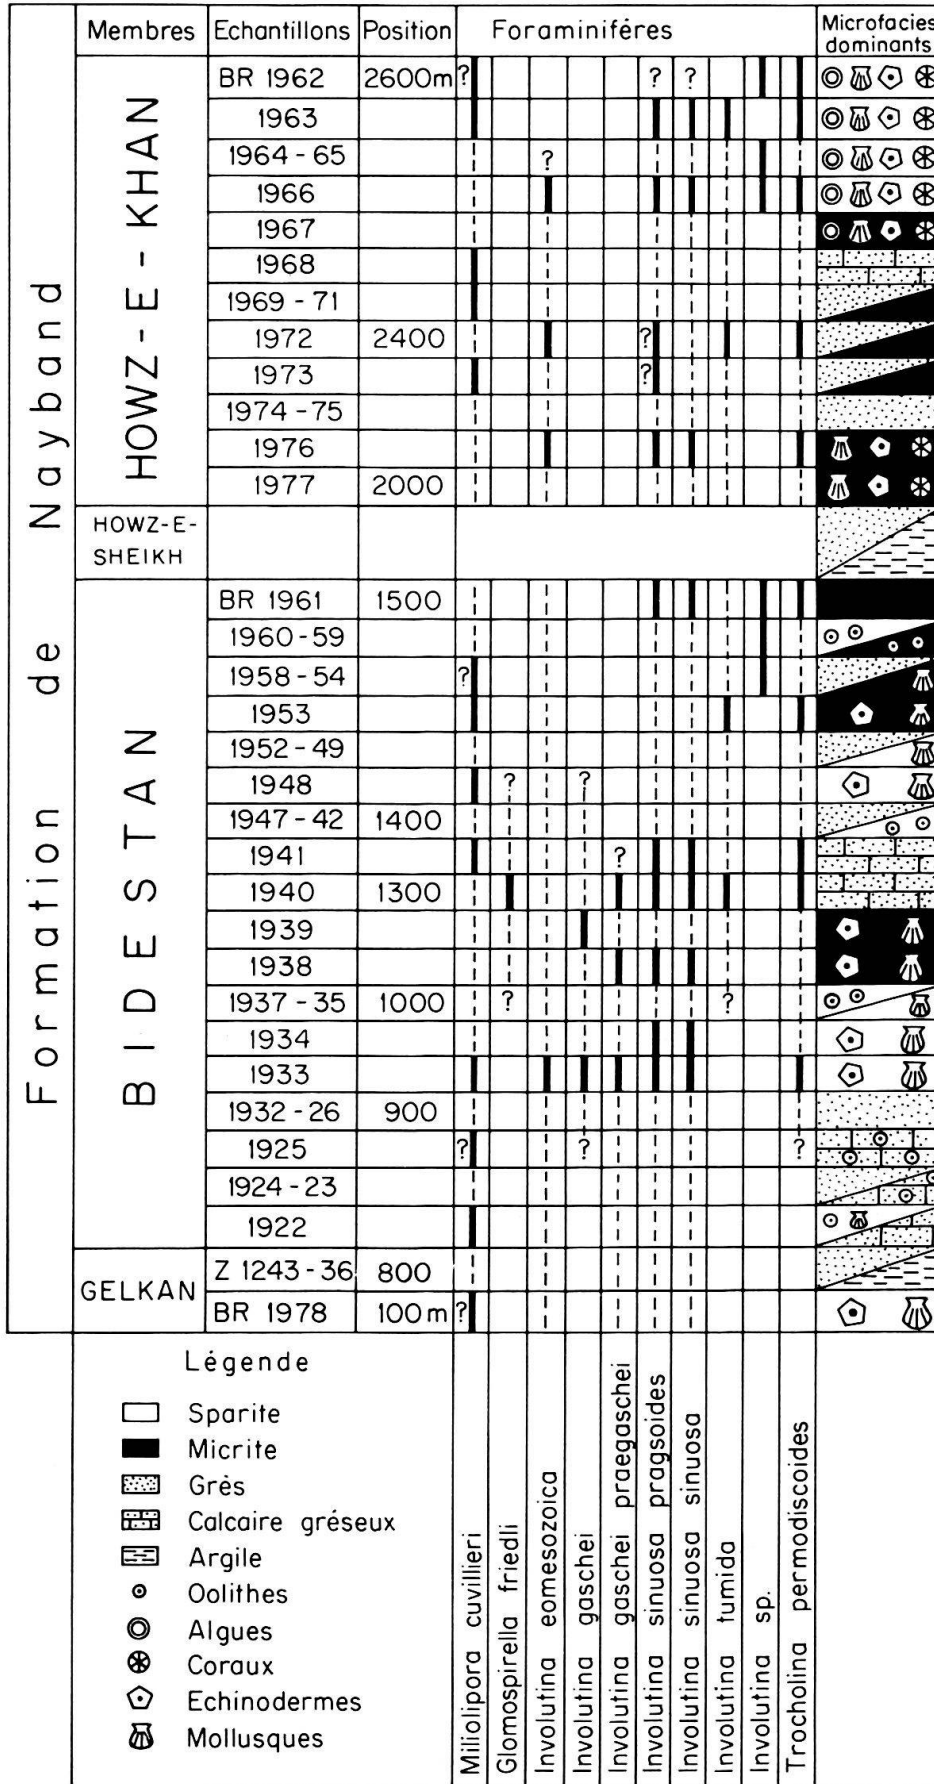 Membres Echantillons Position Foraminiféres Microfacies dominants
Formation de Nayband
HOWZ-E-KHAN
BR 1962 2600m ? ? ?
1963
1964-65 ?
1966
1967
1968
1969-71
1972 2400 ?
1973 ?
1974-75
1976
1977 2000
HOWZ-E-
SHEIKH
BIDESTAN
BR 1961 1500
1960-59
1958-54 ?
1953
1952-49
1948 ? ?
1947-42 1400
1941 ?
1940 1300
1939
1938
1937-35 1000 ? ?
1934
1933
1932-26 900
1925 ? ? ?
1924-23
1922
GELKAN
Z 1243-36 800
BR 1978 100m ?
Légende
Sparite
Micrite
Grès
Calcaire gréseux
Argile
Oolithes
Algues
Coraux
Echinodermes
Mollusques
Miliolipora cuvillieri
Glomospirella friedli
Involutina eomesozoica
Involutina gaschei
Involutina gaschei praegaschei
Involutina sinuosa pragsoides
Involutina sinuosa sinuosa
Involutina tumida
Involutina sp.
Trocholina permodiscoides